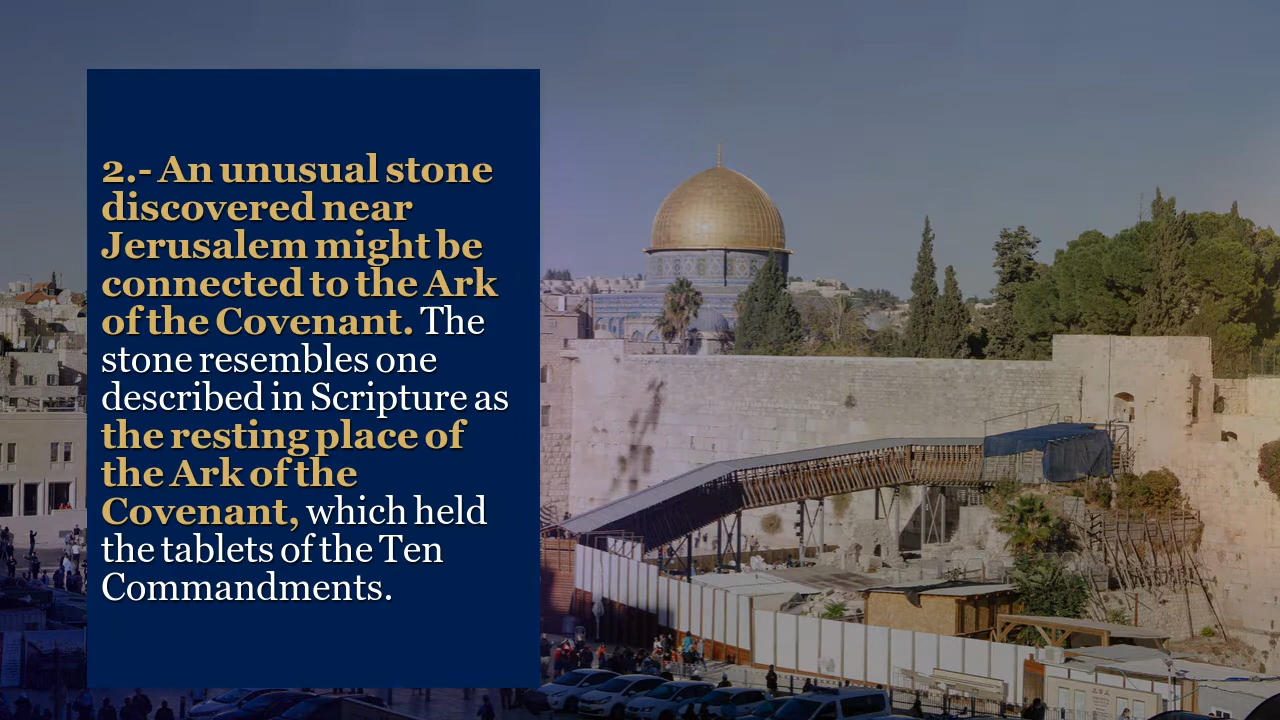 2.- An unusual stone
discovered near
Jerusalem might be
connected to the Ark
of the Covenant. The
stone resembles one
described in Scripture as
the resting place of
the Ark of the
Covenant, which held
the tablets of the Ten
Commandments.